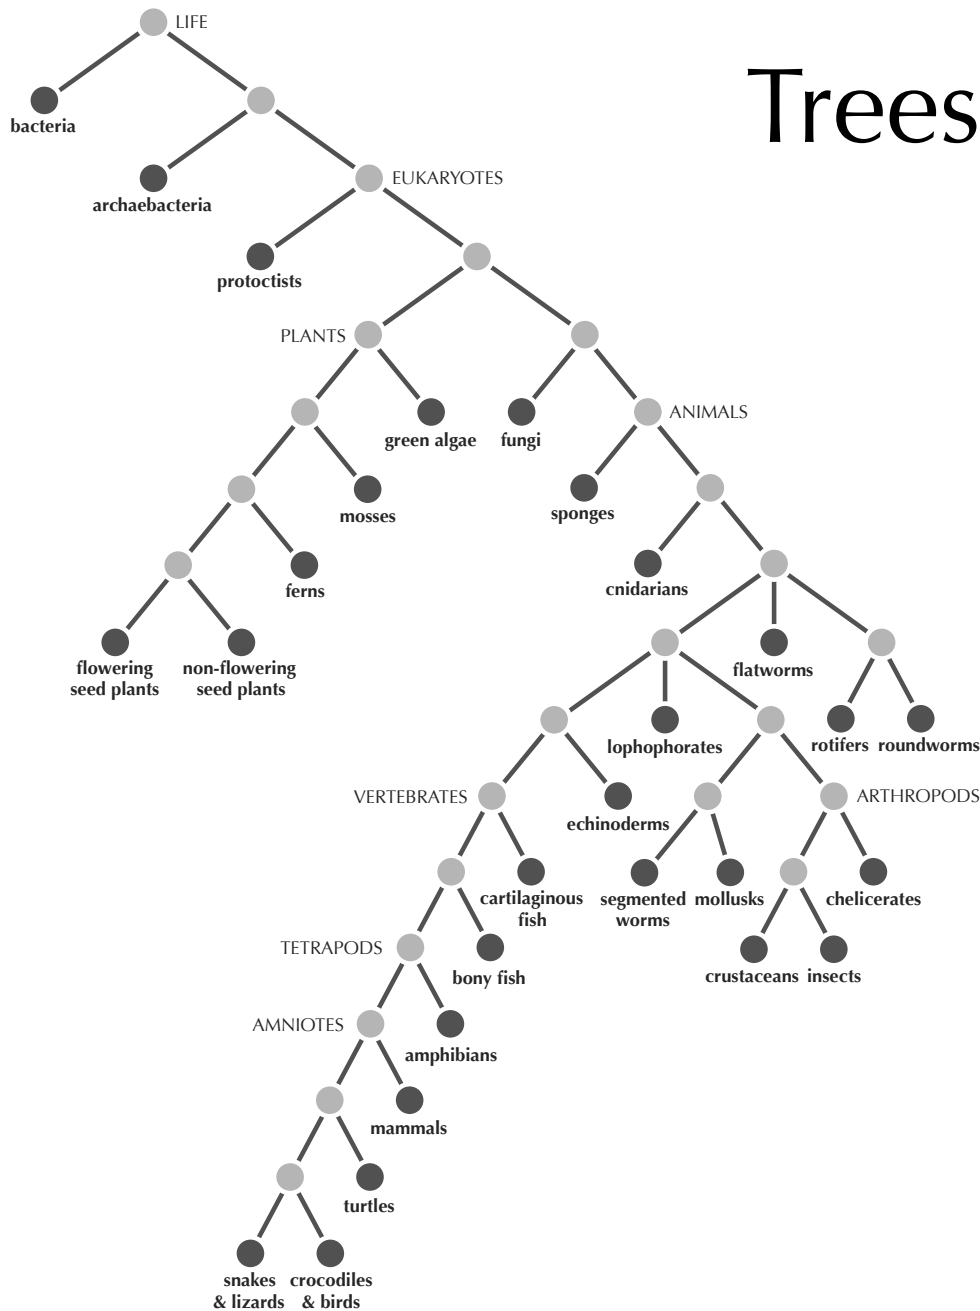 LIFE
Trees
bacteria
archaebacteria
EUKARYOTES
protoctists
PLANTS
green algae
fungi
ANIMALS
mosses
sponges
ferns
cnidarians
flowering
seed plants
non-flowering
seed plants
flatworms
lophophorates
rotifers
roundworms
VERTEBRATES
echinoderms
ARTHROPODS
cartilaginous
fish
segmented
worms
mollusks
chelicerates
TETRAPODS
bony fish
crustaceans
insects
AMNIOTES
amphibians
mammals
turtles
snakes
& lizards
crocodiles
& birds